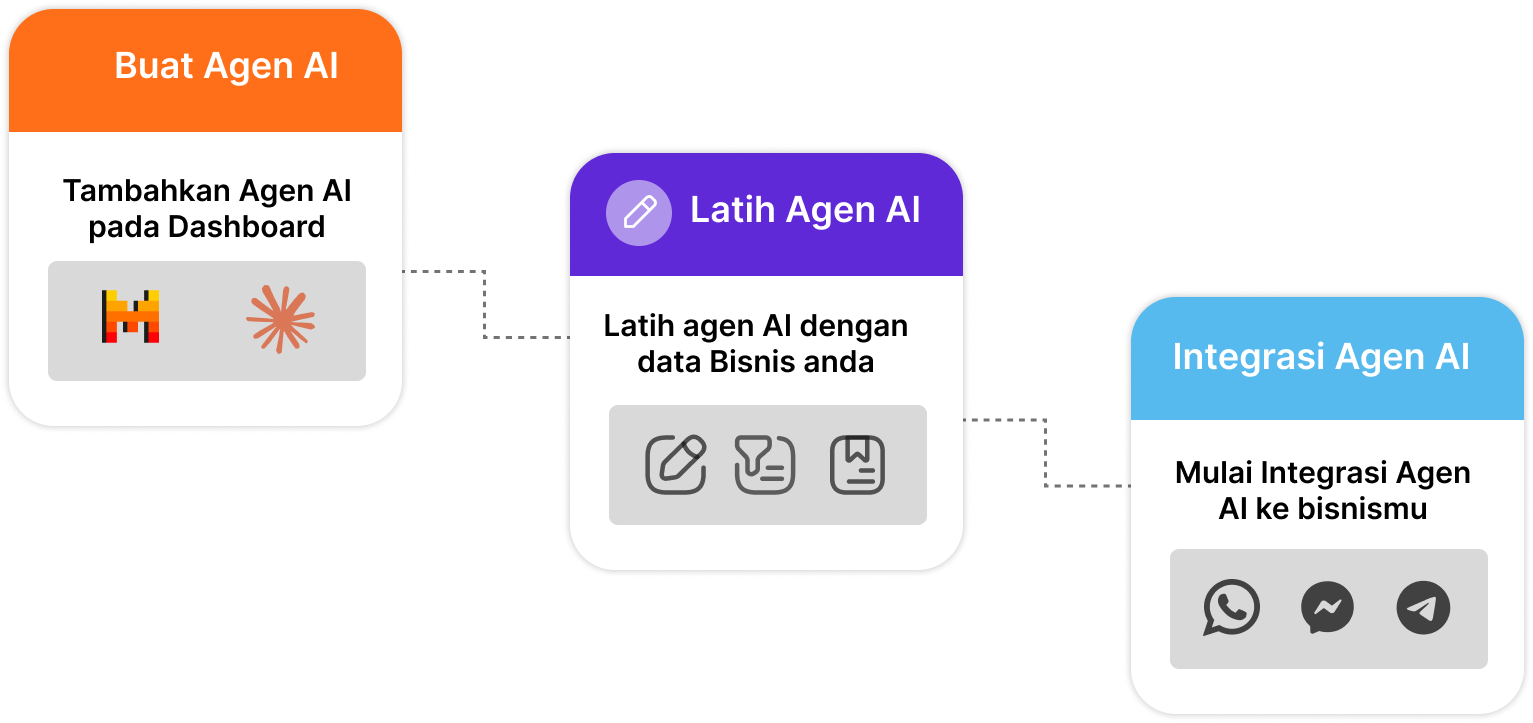 Buat Agen AI
Tambahkan Agen AI
pada Dashboard
Latih Agen AI
Latih agen AI dengan
data Bisnis anda
Integrasi Agen AI
Mulai Integrasi Agen
AI ke bisnismu